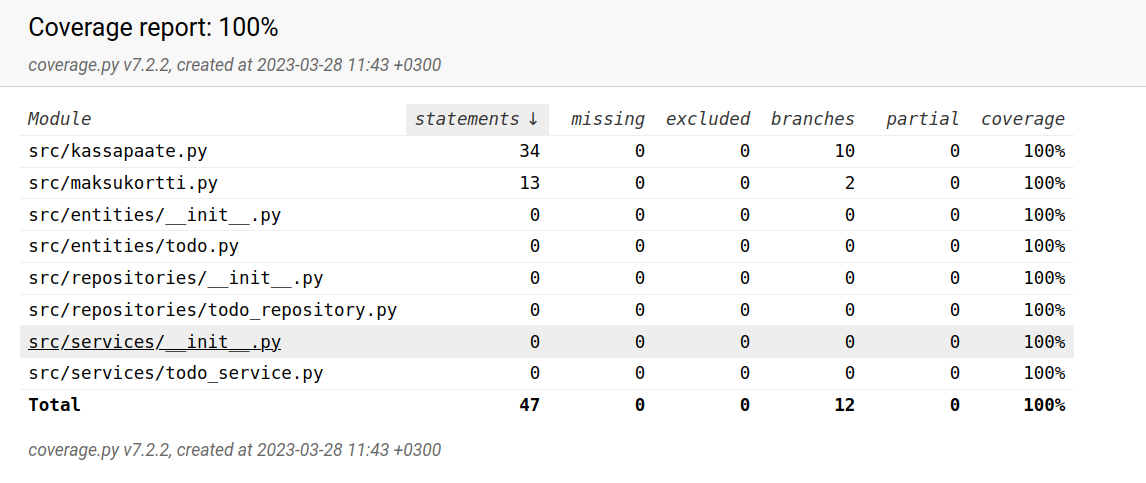 Coverage report: 100%
coverage.py v7.2.2, created at 2023-03-28 11:43 +0300
Module statements ↓ missing excluded branches partial coverage
src/kassapaate.py 34 0 0 10 0 100%
src/maksukortti.py 13 0 0 2 0 100%
src/entities/__init__.py 0 0 0 0 0 100%
src/entities/todo.py 0 0 0 0 0 100%
src/repositories/__init__.py 0 0 0 0 0 100%
src/repositories/todo_repository.py 0 0 0 0 0 100%
src/services/__init__.py 0 0 0 0 0 100%
src/services/todo_service.py 0 0 0 0 0 100%
Total 47 0 0 12 0 100%
coverage.py v7.2.2, created at 2023-03-28 11:43 +0300